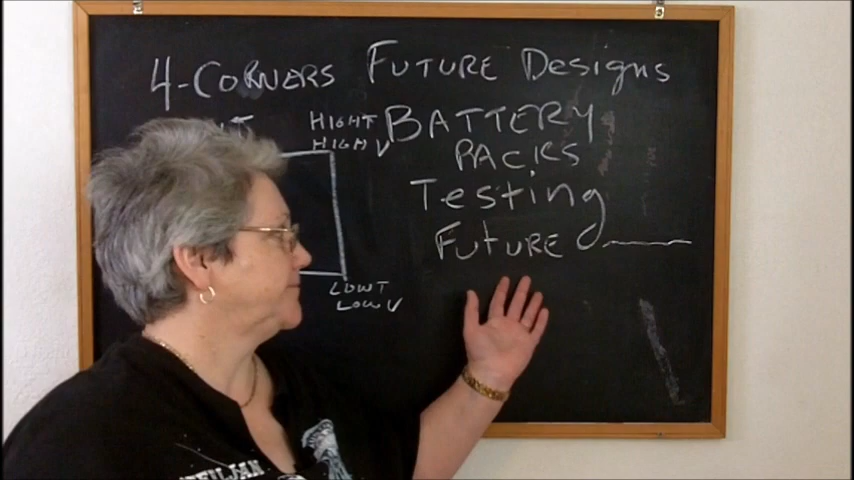 4-CORNERS FUTURE Designs
HIGHT
HIGH V
BATTERY
PACKS
Testing
FuturE
LOWT
LOW V